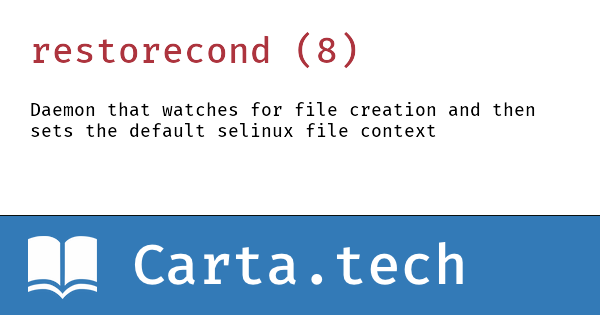 restorecond (8)
Daemon that watches for file creation and then
sets the default selinux file context
Carta.tech